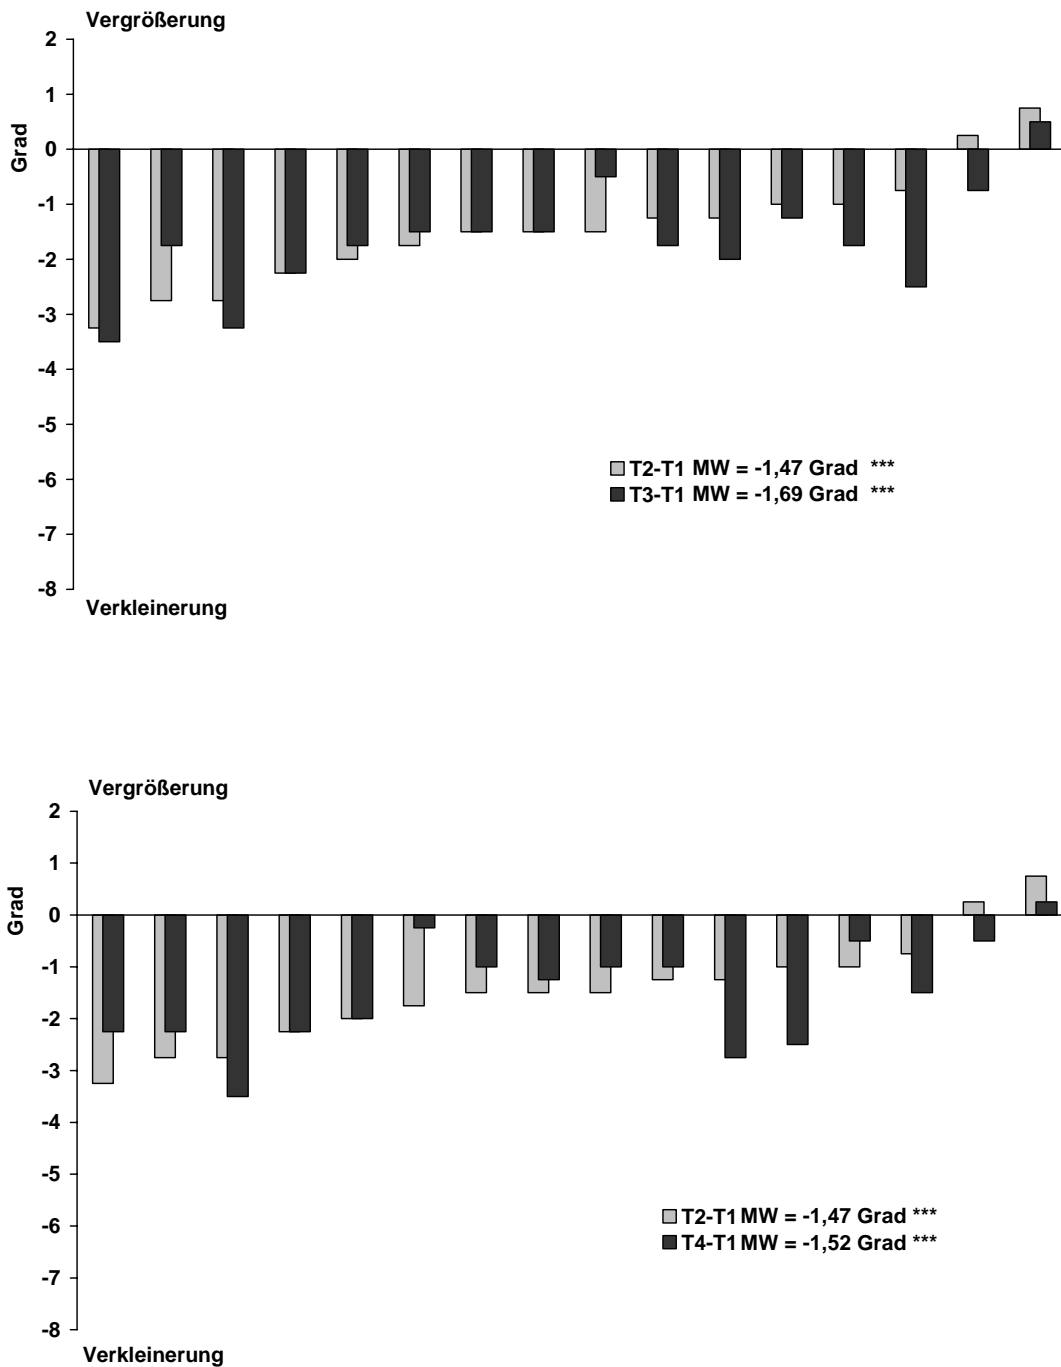 Vergrößerung
2
1
0
-1
-2
-3
-4
-5
-6
-7
-8
Grad
T2-T1 MW = -1,47 Grad ***
T3-T1 MW = -1,69 Grad ***
Verkleinerung
Vergrößerung
2
1
0
-1
-2
-3
-4
-5
-6
-7
-8
Grad
T2-T1 MW = -1,47 Grad ***
T4-T1 MW = -1,52 Grad ***
Verkleinerung